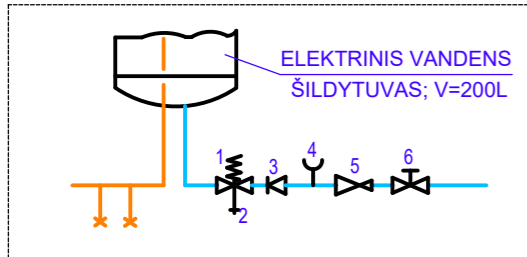 ELEKTRINIS VANDENS
ŠILDYTUVAS; V=200L
1 3 4 5 6
2